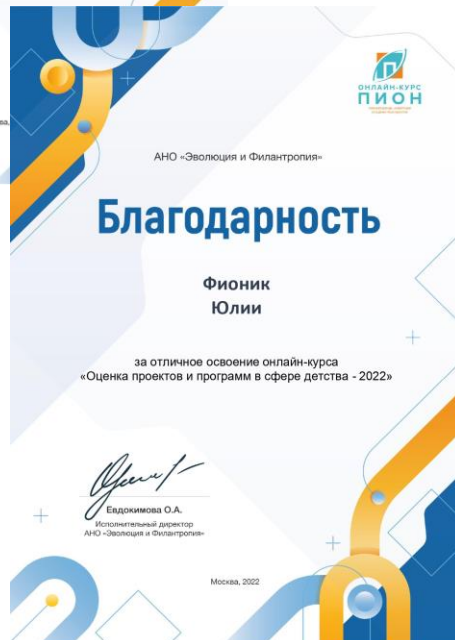 ОНЛАЙН-КУРС
ПИОН
АНО «Эволюция и Филантропия»
Благодарность
Фионик
Юлии
за отличное освоение онлайн-курса
«Оценка проектов и программ в сфере детства - 2022»
Евдокимова О.А.
Исполнительный директор
АНО «Эволюция и Филантропия»
Москва, 2022